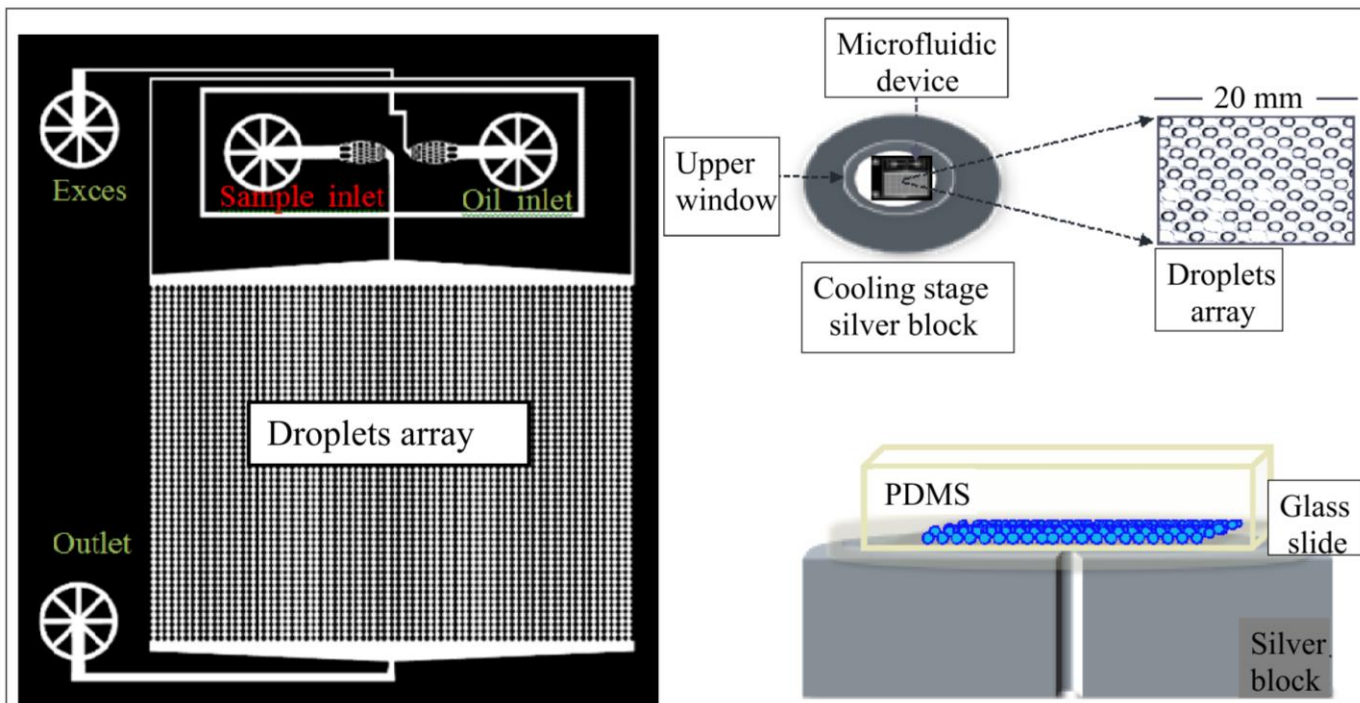 Exces
Sample inlet
Oil inlet
Droplets array
Outlet
Microfluidic
device
Upper
window
20 mm
Cooling stage
silver block
Droplets
array
PDMS
Glass
slide
Silver
block